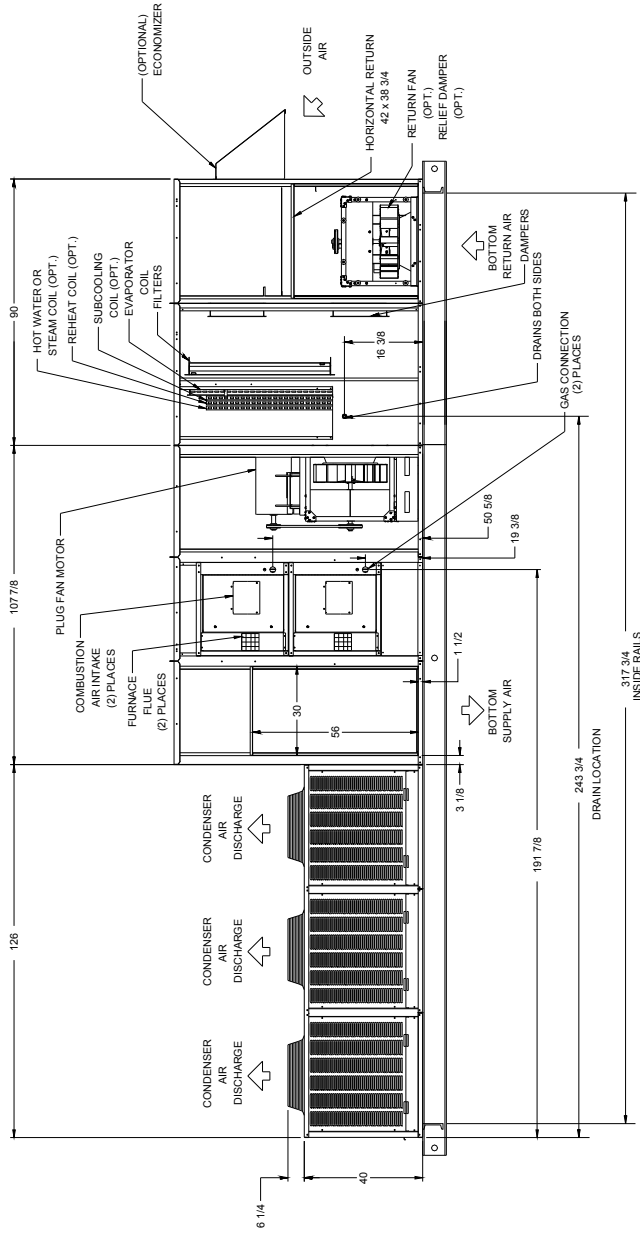 126
107 7/8
90
CONDENSER
AIR
DISCHARGE
CONDENSER
AIR
DISCHARGE
CONDENSER
AIR
DISCHARGE
COMBUSTION
AIR INTAKE
(2) PLACES
FURNACE
FLUE
(2) PLACES
PLUG FAN MOTOR
HOT WATER OR
STEAM COIL (OPT.)
REHEAT COIL (OPT.)
SUBCOOLING
COIL (OPT.)
EVAPORATOR
COIL
FILTERS
(OPTIONAL)
ECONOMIZER
OUTSIDE
AIR
HORIZONTAL RETURN
42 x 38 3/4
RETURN FAN
(OPT.)
RELIEF DAMPER
(OPT.)
6 1/4
40
30
56
16 3/8
3 1/8
1 1/2
BOTTOM
SUPPLY AIR
19 3/8
50 5/8
BOTTOM
RETURN AIR
DAMPERS
DRAINS BOTH SIDES
GAS CONNECTION
(2) PLACES
191 7/8
243 3/4
DRAIN LOCATION
317 3/4
INSIDE RAILS